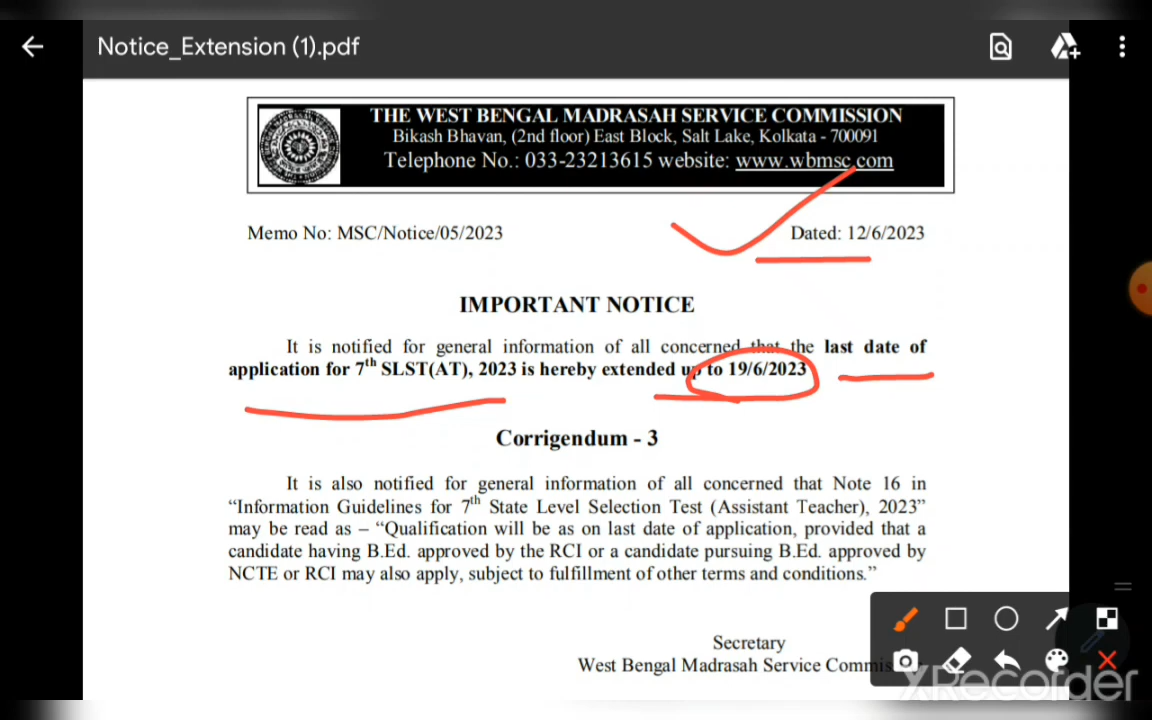 Notice_Extension (1).pdf
THE WEST BENGAL MADRASAH SERVICE COMMISSION
Bikash Bhavan, (2nd floor) East Block, Salt Lake, Kolkata - 700091
Telephone No.: 033-23213615 website: www.wbmsc.com
Memo No: MSC/Notice/05/2023 Dated: 12/6/2023
IMPORTANT NOTICE
It is notified for general information of all concerned that the last date of
application for 7th SLST(AT), 2023 is hereby extended up to 19/6/2023
Corrigendum - 3
It is also notified for general information of all concerned that Note 16 in
“Information Guidelines for 7th State Level Selection Test (Assistant Teacher), 2023”
may be read as – “Qualification will be as on last date of application, provided that a
candidate having B.Ed. approved by the RCI or a candidate pursuing B.Ed. approved by
NCTE or RCI may also apply, subject to fulfillment of other terms and conditions.”
Secretary
West Bengal Madrasah Service
XRecorder